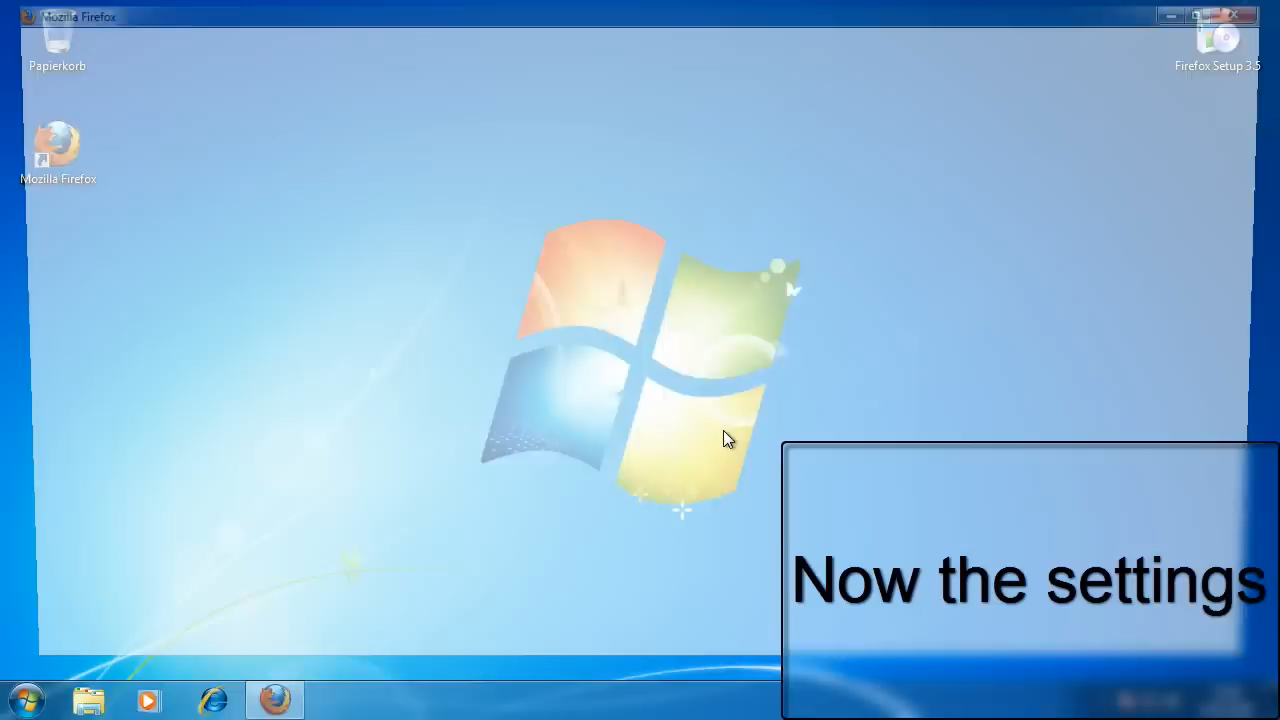 Mozilla Firefox
Papierkorb
Firefox Setup 3.5
Mozilla Firefox
Now the settings